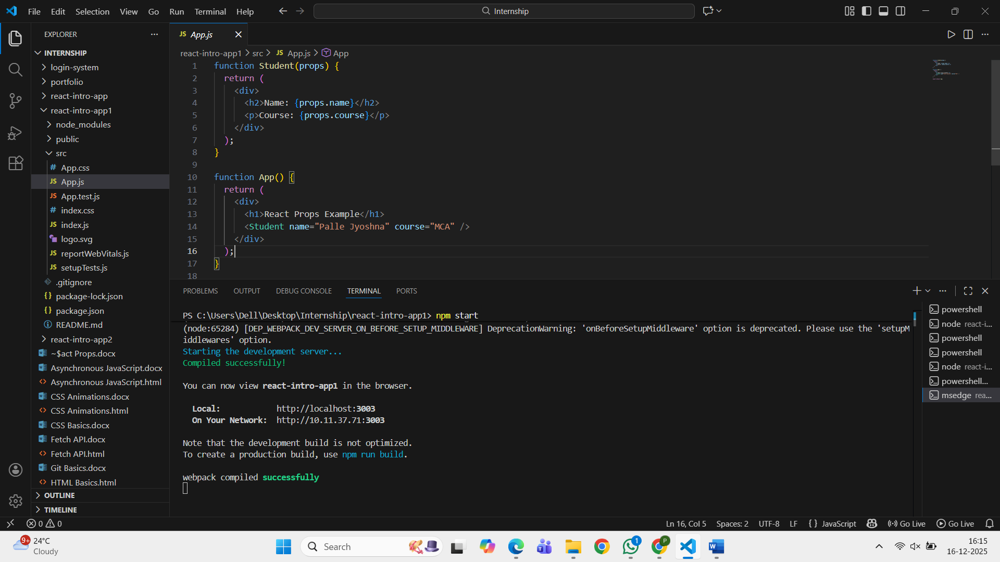 File Edit Selection View Go Run Terminal Help
Internship
EXPLORER
INTERNSHIP
login-system
portfolio
react-intro-app
react-intro-app1
node_modules
public
src
App.css
App.js
App.test.js
index.css
index.js
logo.svg
reportWebVitals.js
setupTests.js
.gitignore
package-lock.json
package.json
README.md
react-intro-app2
~$act Props.docx
Asynchronous JavaScript.docx
Asynchronous JavaScript.html
CSS Animations.docx
CSS Animations.html
CSS Basics.docx
Fetch API.docx
Fetch API.html
Git Basics.docx
HTML Basics.html
OUTLINE
TIMELINE
JS App.js
react-intro-app1 > src > JS App.js > App
1 function Student(props) {
2 return (
3 <div>
4 <h2>Name: {props.name}</h2>
5 <p>Course: {props.course}</p>
6 </div>
7 );
8 }
9
10 function App() {
11 return (
12 <div>
13 <h1>React Props Example</h1>
14 <Student name="Palle Jyoshna" course="MCA" />
15 </div>
16 );
17 }
18
PROBLEMS OUTPUT DEBUG CONSOLE TERMINAL PORTS
PS C:\Users\Dell\Desktop\Internship\react-intro-app1> npm start
(node:65284) [DEP_WEBPACK_DEV_SERVER_ON_BEFORE_SETUP_MIDDLEWARE] DeprecationWarning: 'onBeforeSetupMiddleware' option is deprecated. Please use the 'setupM
iddlewares' option.
Starting the development server...
Compiled successfully!
You can now view react-intro-app1 in the browser.
Local: http://localhost:3003
On Your Network: http://10.11.37.71:3003
Note that the development build is not optimized.
To create a production build, use npm run build.
webpack compiled successfully
powershell
node react-i...
powershell
powershell
node react-i...
powershell...
msedge rea...
0 0
Ln 16, Col 5 Spaces: 2 UTF-8 LF {} JavaScript Go Live Go Live
9+ 24°C
Cloudy
Search
1
P
16:15
16-12-2025